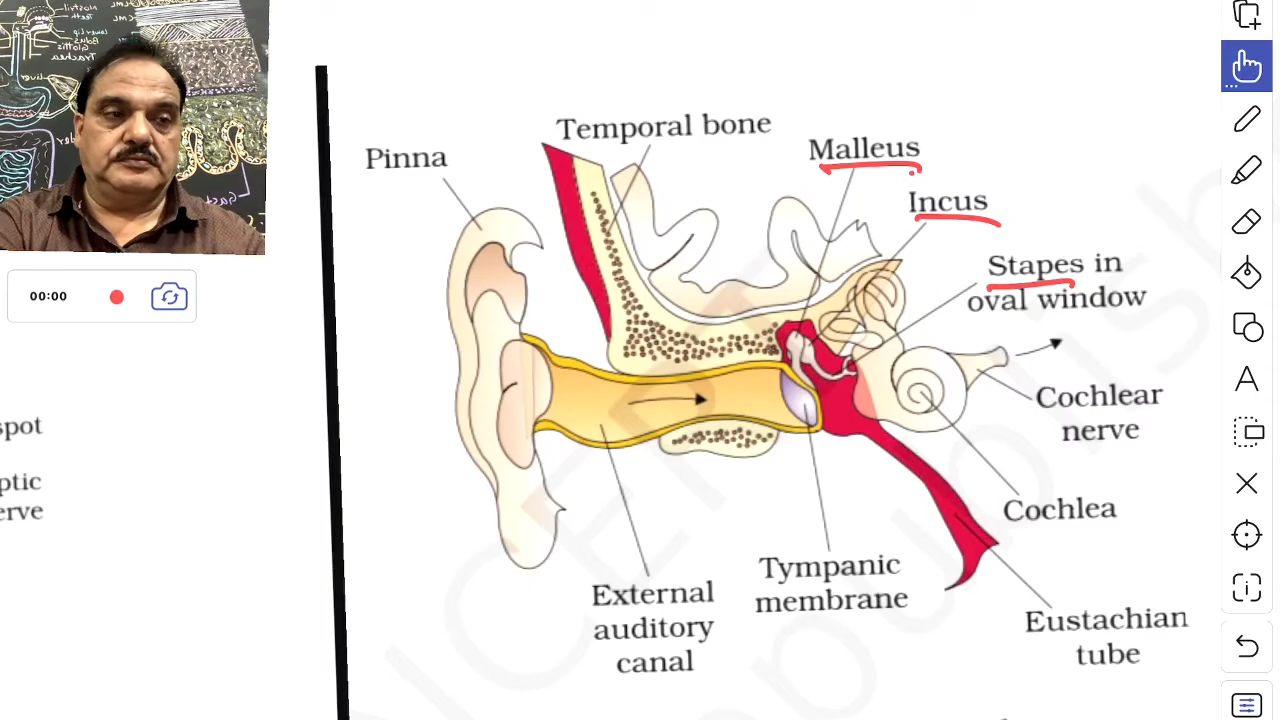 Temporal bone
Pinna
Malleus
Incus
Stapes in
oval window
Cochlear
nerve
Cochlea
Tympanic
membrane
External
auditory
canal
Eustachian
tube
00:00
spot
ptic
erve
A
NCERT